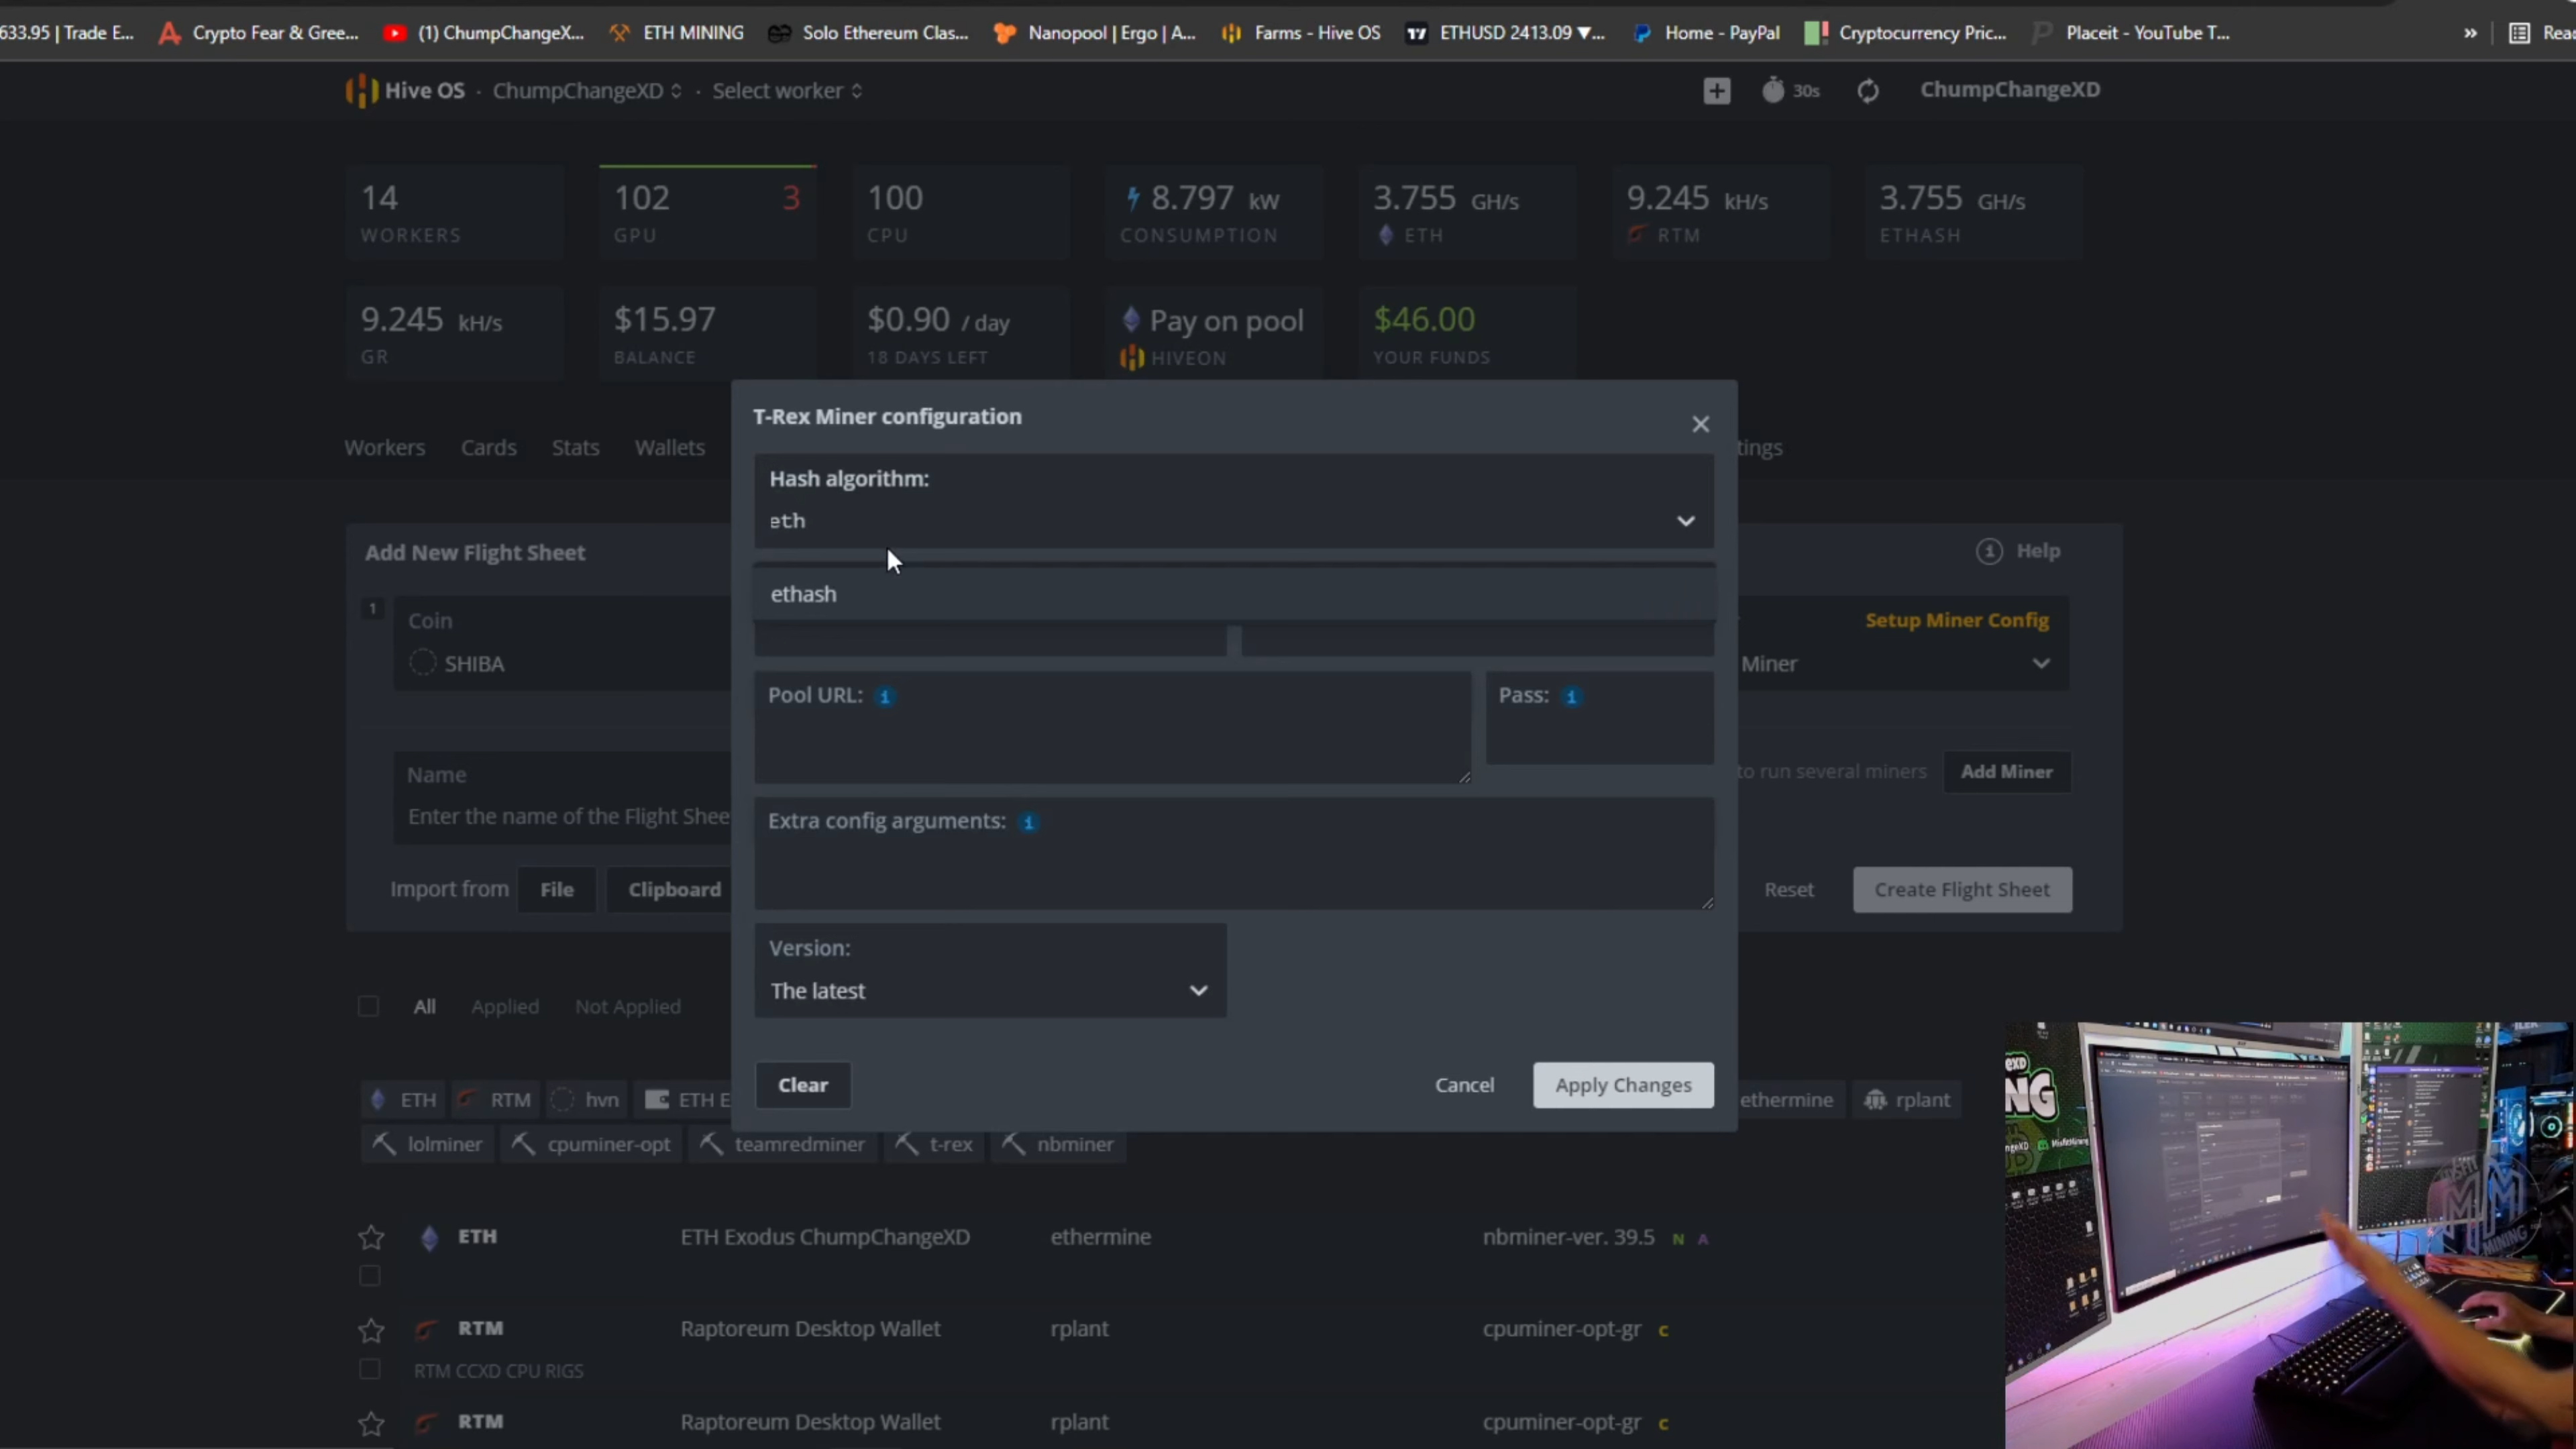 633.95 | Trade E... Crypto Fear & Gree... (1) ChumpChangeX... ETH MINING Solo Ethereum Clas... Nanopool | Ergo | A... Farms - Hive OS ETHUSD 2413.09 ▼... Home - PayPal Cryptocurrency Pric... Placeit - YouTube T... »
Hive OS · ChumpChangeXD · Select worker 30s ChumpChangeXD
14 102 3 100 8.797 kW 3.755 GH/s 9.245 kH/s 3.755 GH/s
WORKERS GPU CPU CONSUMPTION ETH RTM ETHASH
9.245 kH/s $15.97 $0.90 / day Pay on pool $46.00
GR BALANCE 18 DAYS LEFT HIVEON YOUR FUNDS
T-Rex Miner configuration
Workers Cards Stats Wallets tings
Hash algorithm:
eth
Add New Flight Sheet Help
ethash
1 Coin Setup Miner Config
SHIBA Miner
Pool URL: Pass:
Name to run several miners Add Miner
Enter the name of the Flight Shee
Extra config arguments:
Import from File Clipboard Reset Create Flight Sheet
Version:
The latest
All Applied Not Applied
Clear Cancel Apply Changes
ETH RTM hvn ETH E ethermine rplant
lolminer cpuminer-opt teamredminer t-rex nbminer
ETH ETH Exodus ChumpChangeXD ethermine nbminer-ver. 39.5 N A
RTM Raptoreum Desktop Wallet rplant cpuminer-opt-gr C
RTM CCXD CPU RIGS
RTM Raptoreum Desktop Wallet rplant cpuminer-opt-gr C
MINING